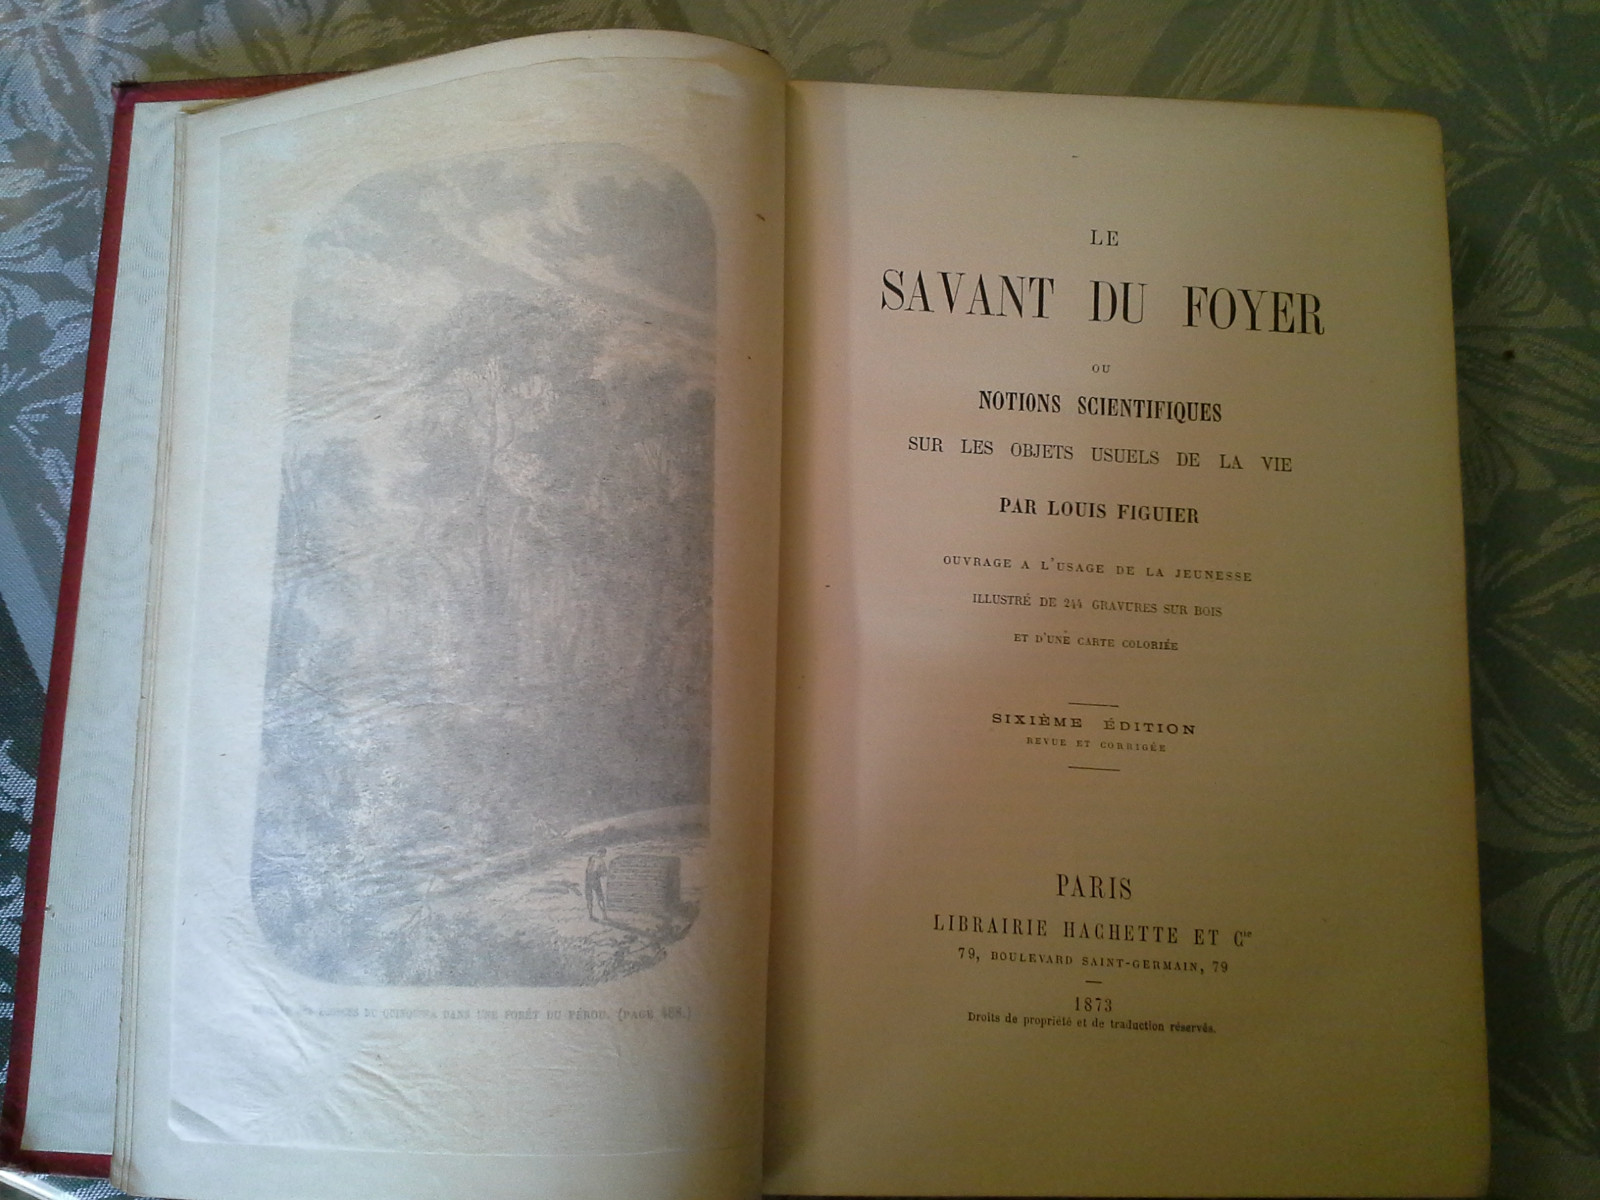 DU QUINQUINA DANS UNE FORÊT DU PÉROU. (PAGE 468.)
LE
SAVANT DU FOYER
OU
NOTIONS SCIENTIFIQUES
SUR LES OBJETS USUELS DE LA VIE
PAR LOUIS FIGUIER
OUVRAGE A L'USAGE DE LA JEUNESSE
ILLUSTRÉ DE 244 GRAVURES SUR BOIS
ET D'UNE CARTE COLORIÉE
SIXIÈME ÉDITION
REVUE ET CORRIGÉE
PARIS
LIBRAIRIE HACHETTE ET Cie
79, BOULEVARD SAINT-GERMAIN, 79
1873
Droits de propriété et de traduction réservés.